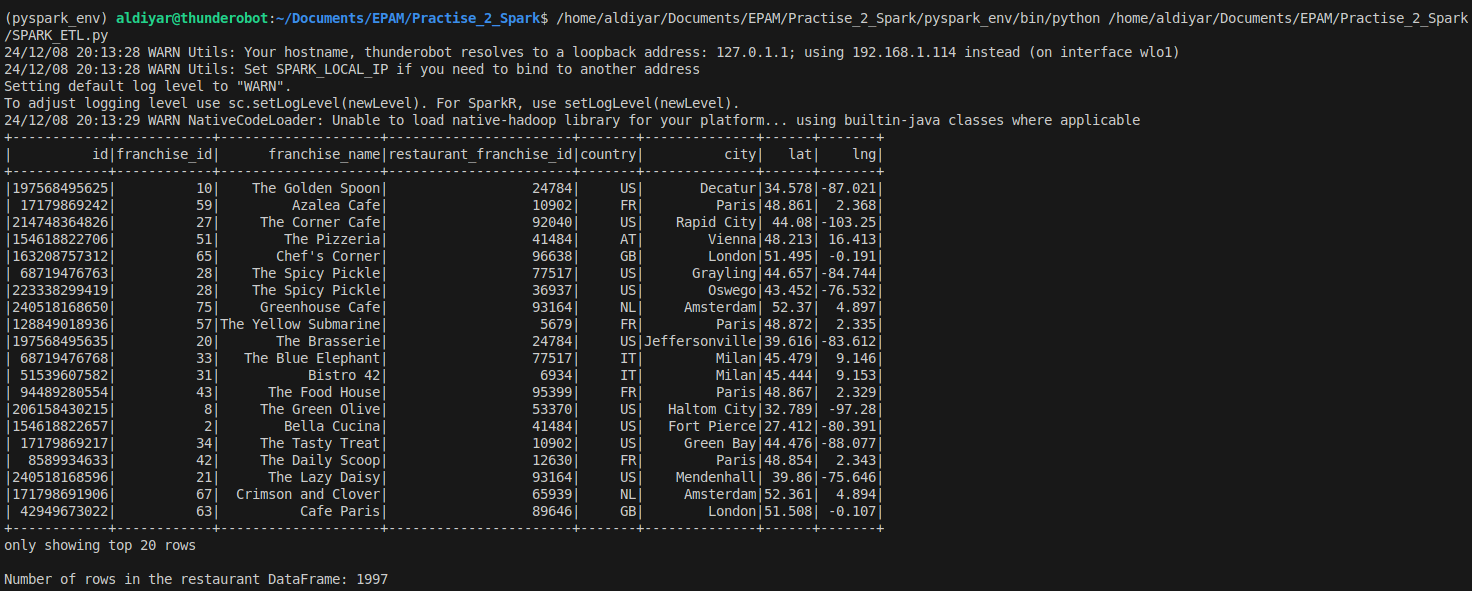 (pyspark_env) aldiyar@thunderobot:~/Documents/EPAM/Practise_2_Spark$ /home/aldiyar/Documents/EPAM/Practise_2_Spark/pyspark_env/bin/python /home/aldiyar/Documents/EPAM/Practise_2_Spark
/SPARK_ETL.py
24/12/08 20:13:28 WARN Utils: Your hostname, thunderobot resolves to a loopback address: 127.0.1.1; using 192.168.1.114 instead (on interface wlo1)
24/12/08 20:13:28 WARN Utils: Set SPARK_LOCAL_IP if you need to bind to another address
Setting default log level to "WARN".
To adjust logging level use sc.setLogLevel(newLevel). For SparkR, use setLogLevel(newLevel).
24/12/08 20:13:29 WARN NativeCodeLoader: Unable to load native-hadoop library for your platform... using builtin-java classes where applicable
+------------+------------+--------------------+-----------------------+-------+--------------+------+-------+
|          id|franchise_id|      franchise_name|restaurant_franchise_id|country|          city|   lat|    lng|
+------------+------------+--------------------+-----------------------+-------+--------------+------+-------+
|197568495625|          10|    The Golden Spoon|                  24784|     US|       Decatur|34.578|-87.021|
| 17179869242|          59|         Azalea Cafe|                  10902|     FR|         Paris|48.861|  2.368|
|214748364826|          27|     The Corner Cafe|                  92040|     US|    Rapid City| 44.08|-103.25|
|154618822706|          51|        The Pizzeria|                  41484|     AT|        Vienna|48.213| 16.413|
|163208757312|          65|       Chef's Corner|                  96638|     GB|        London|51.495| -0.191|
| 68719476763|          28|    The Spicy Pickle|                  77517|     US|      Grayling|44.657|-84.744|
|223338299419|          28|    The Spicy Pickle|                  36937|     US|        Oswego|43.452|-76.532|
|240518168650|          75|     Greenhouse Cafe|                  93164|     NL|     Amsterdam| 52.37|  4.897|
|128849018936|          57|The Yellow Submarine|                   5679|     FR|         Paris|48.872|  2.335|
|197568495635|          20|       The Brasserie|                  24784|     US|Jeffersonville|39.616|-83.612|
| 68719476768|          33|   The Blue Elephant|                  77517|     IT|         Milan|45.479|  9.146|
| 51539607582|          31|           Bistro 42|                   6934|     IT|         Milan|45.444|  9.153|
| 94489280554|          43|      The Food House|                  95399|     FR|         Paris|48.867|  2.329|
|206158430215|           8|     The Green Olive|                  53370|     US|   Haltom City|32.789| -97.28|
|154618822657|           2|        Bella Cucina|                  41484|     US|   Fort Pierce|27.412|-80.391|
| 17179869217|          34|     The Tasty Treat|                  10902|     US|     Green Bay|44.476|-88.077|
|  8589934633|          42|     The Daily Scoop|                  12630|     FR|         Paris|48.854|  2.343|
|240518168596|          21|      The Lazy Daisy|                  93164|     US|    Mendenhall| 39.86|-75.646|
|171798691906|          67|  Crimson and Clover|                  65939|     NL|     Amsterdam|52.361|  4.894|
| 42949673022|          63|          Cafe Paris|                  89646|     GB|        London|51.508| -0.107|
+------------+------------+--------------------+-----------------------+-------+--------------+------+-------+
only showing top 20 rows
Number of rows in the restaurant DataFrame: 1997